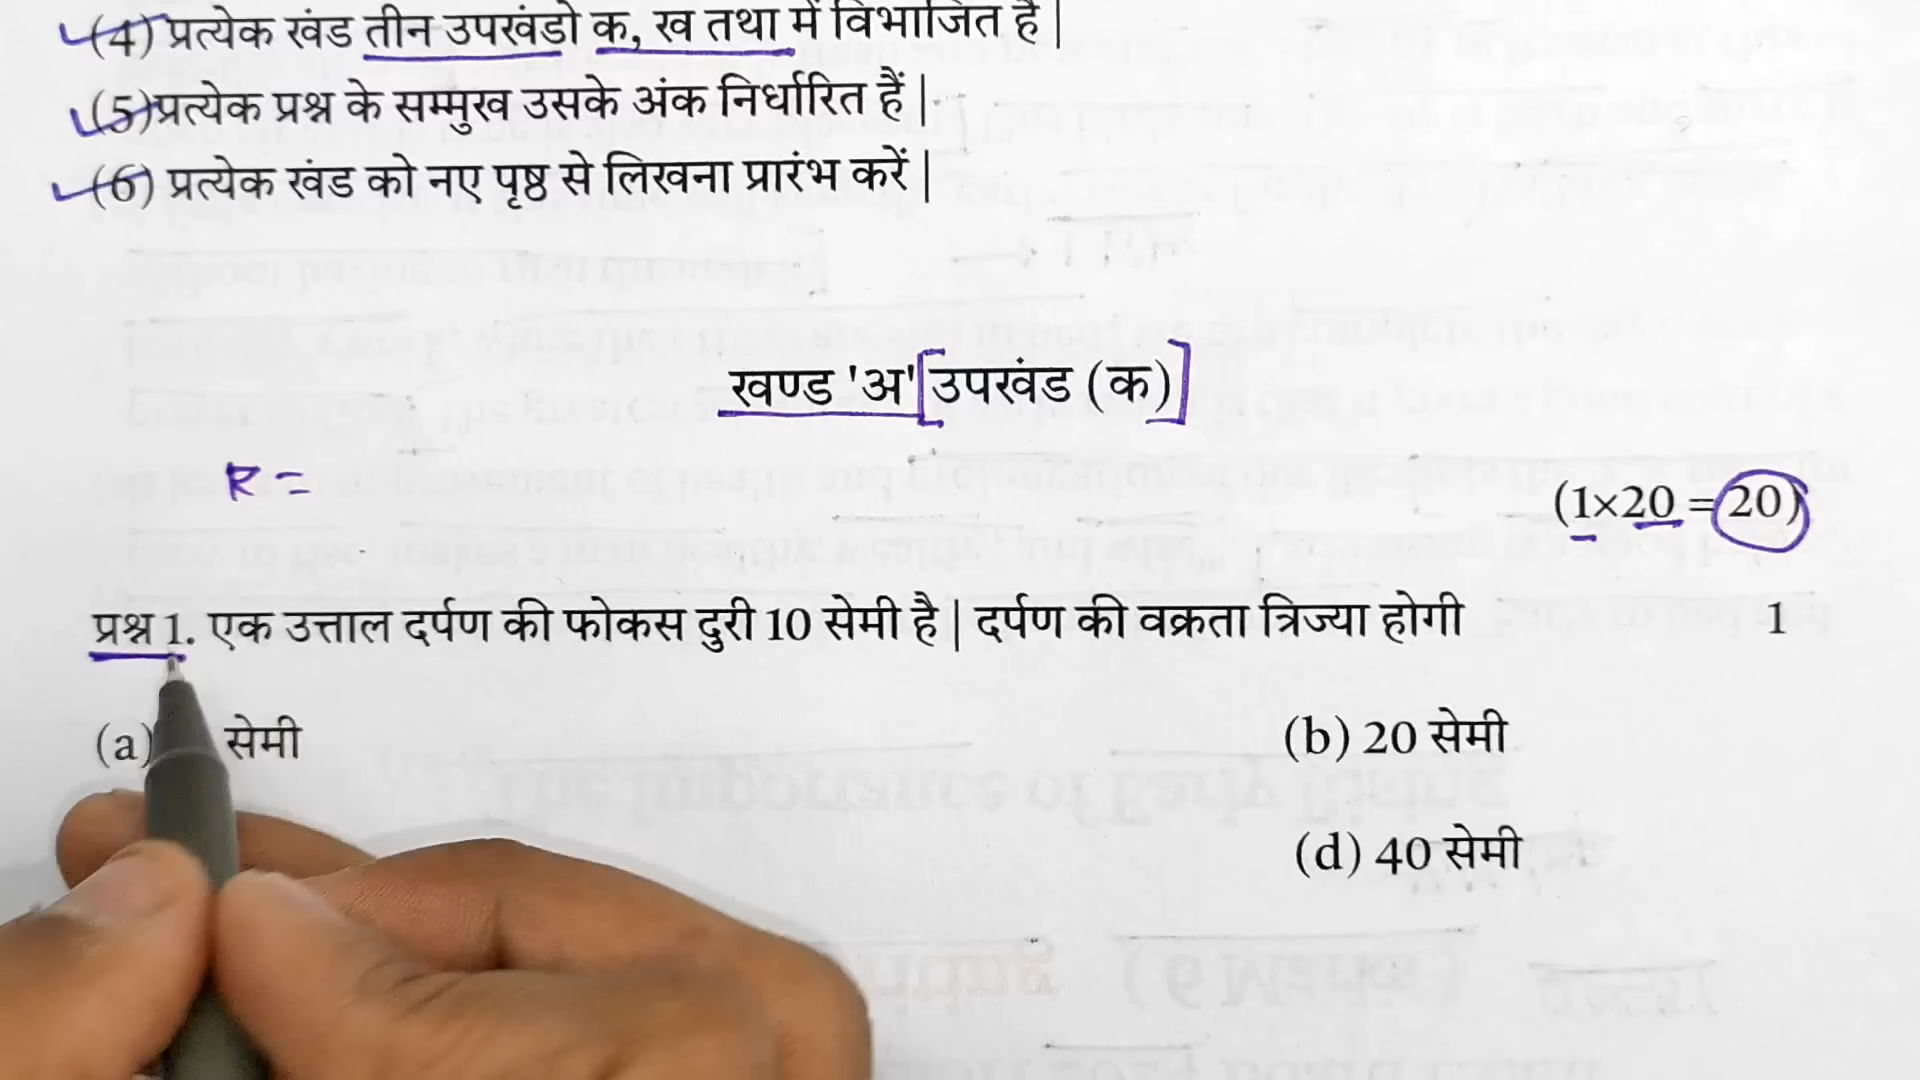 (4) प्रत्येक खंड तीन उपखंडो क, ख तथा में विभाजित है |
(5)प्रत्येक प्रश्न के सम्मुख उसके अंक निर्धारित हैं |
(6) प्रत्येक खंड को नए पृष्ठ से लिखना प्रारंभ करें |
खण्ड 'अ' [उपखंड (क)]
R =
(1×20 = 20)
प्रश्न 1. एक उत्ताल दर्पण की फोकस दुरी 10 सेमी है | दर्पण की वक्रता त्रिज्या होगी 1
(a) सेमी (b) 20 सेमी
(d) 40 सेमी